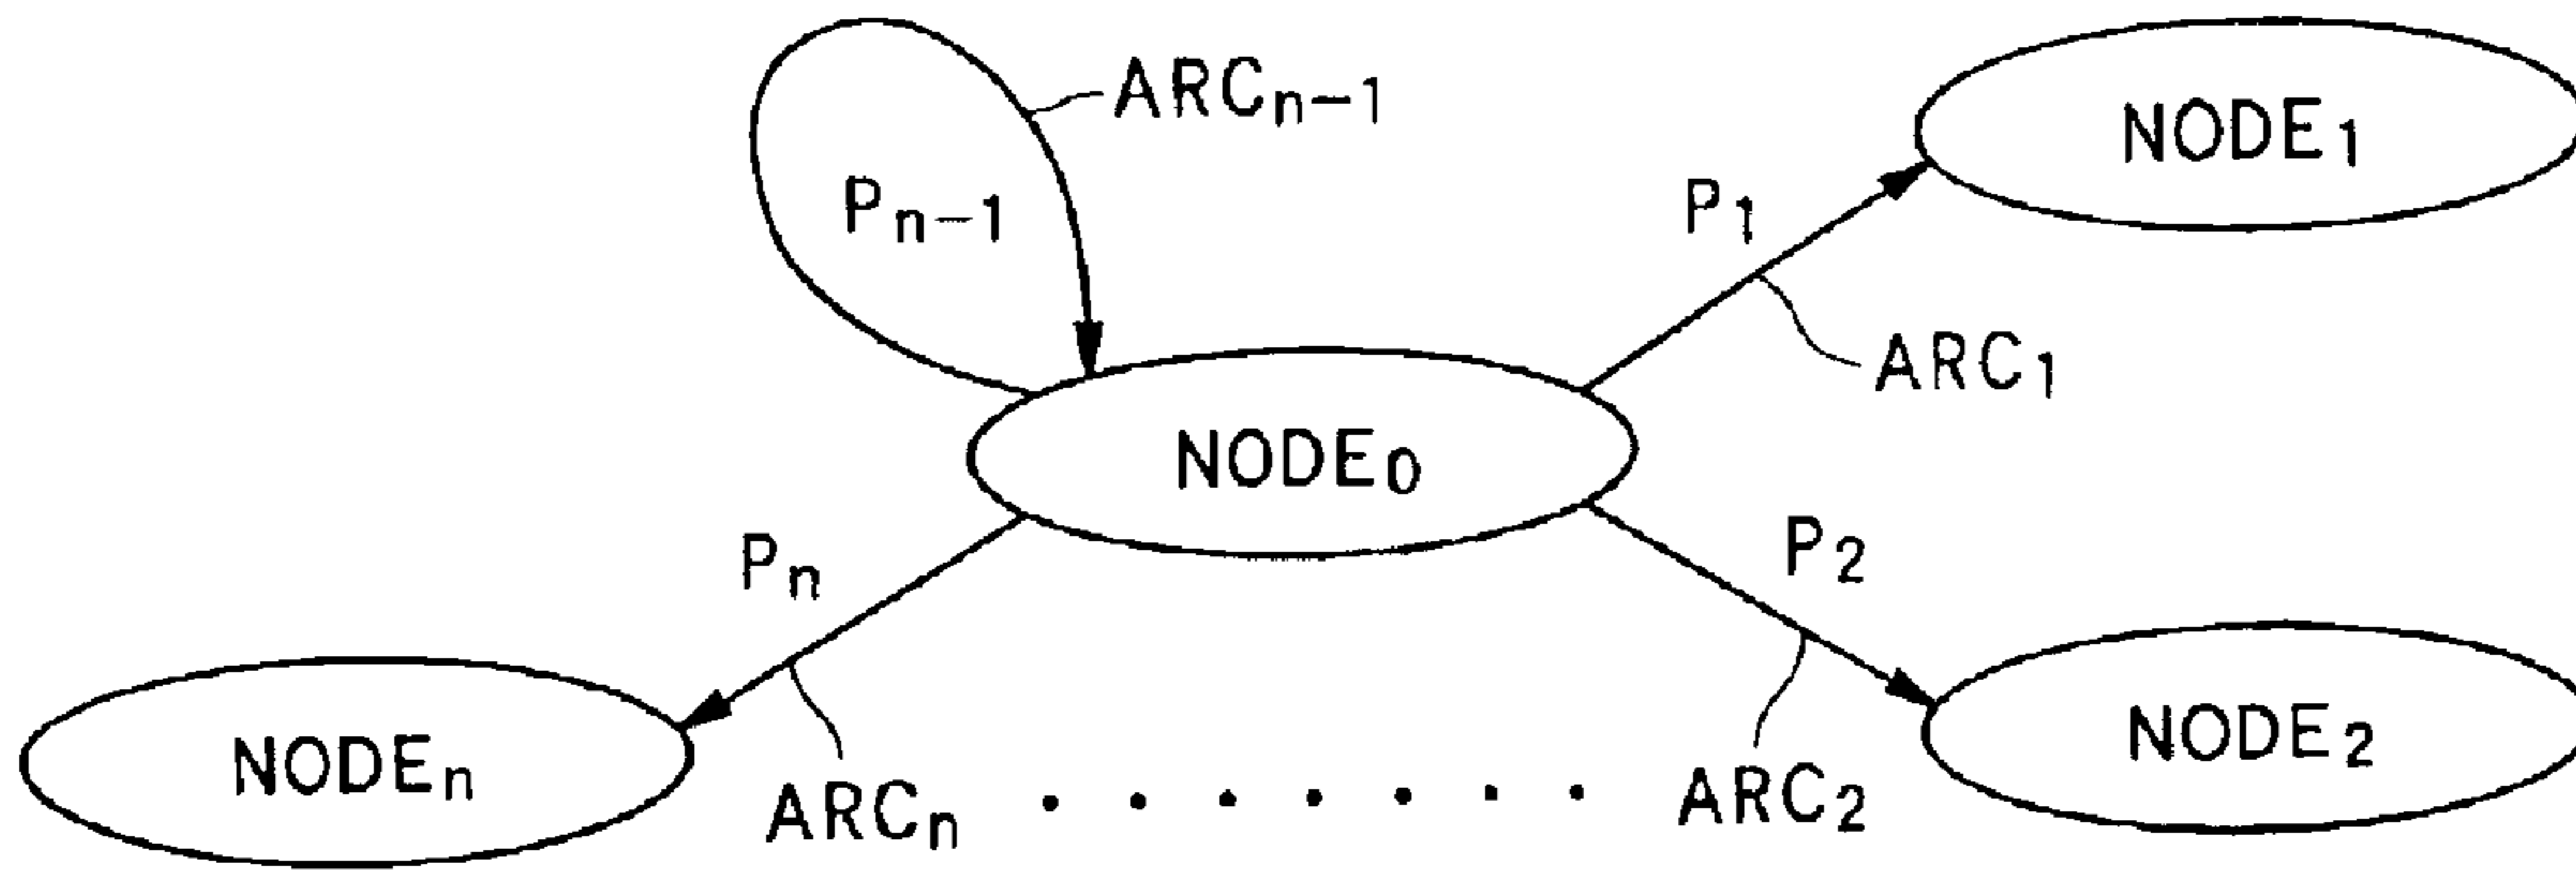 ARCn-1
NODE1
Pn-1
P1
ARC1
NODE0
Pn
P2
NODEn
NODE2
ARCn ....... ARC2